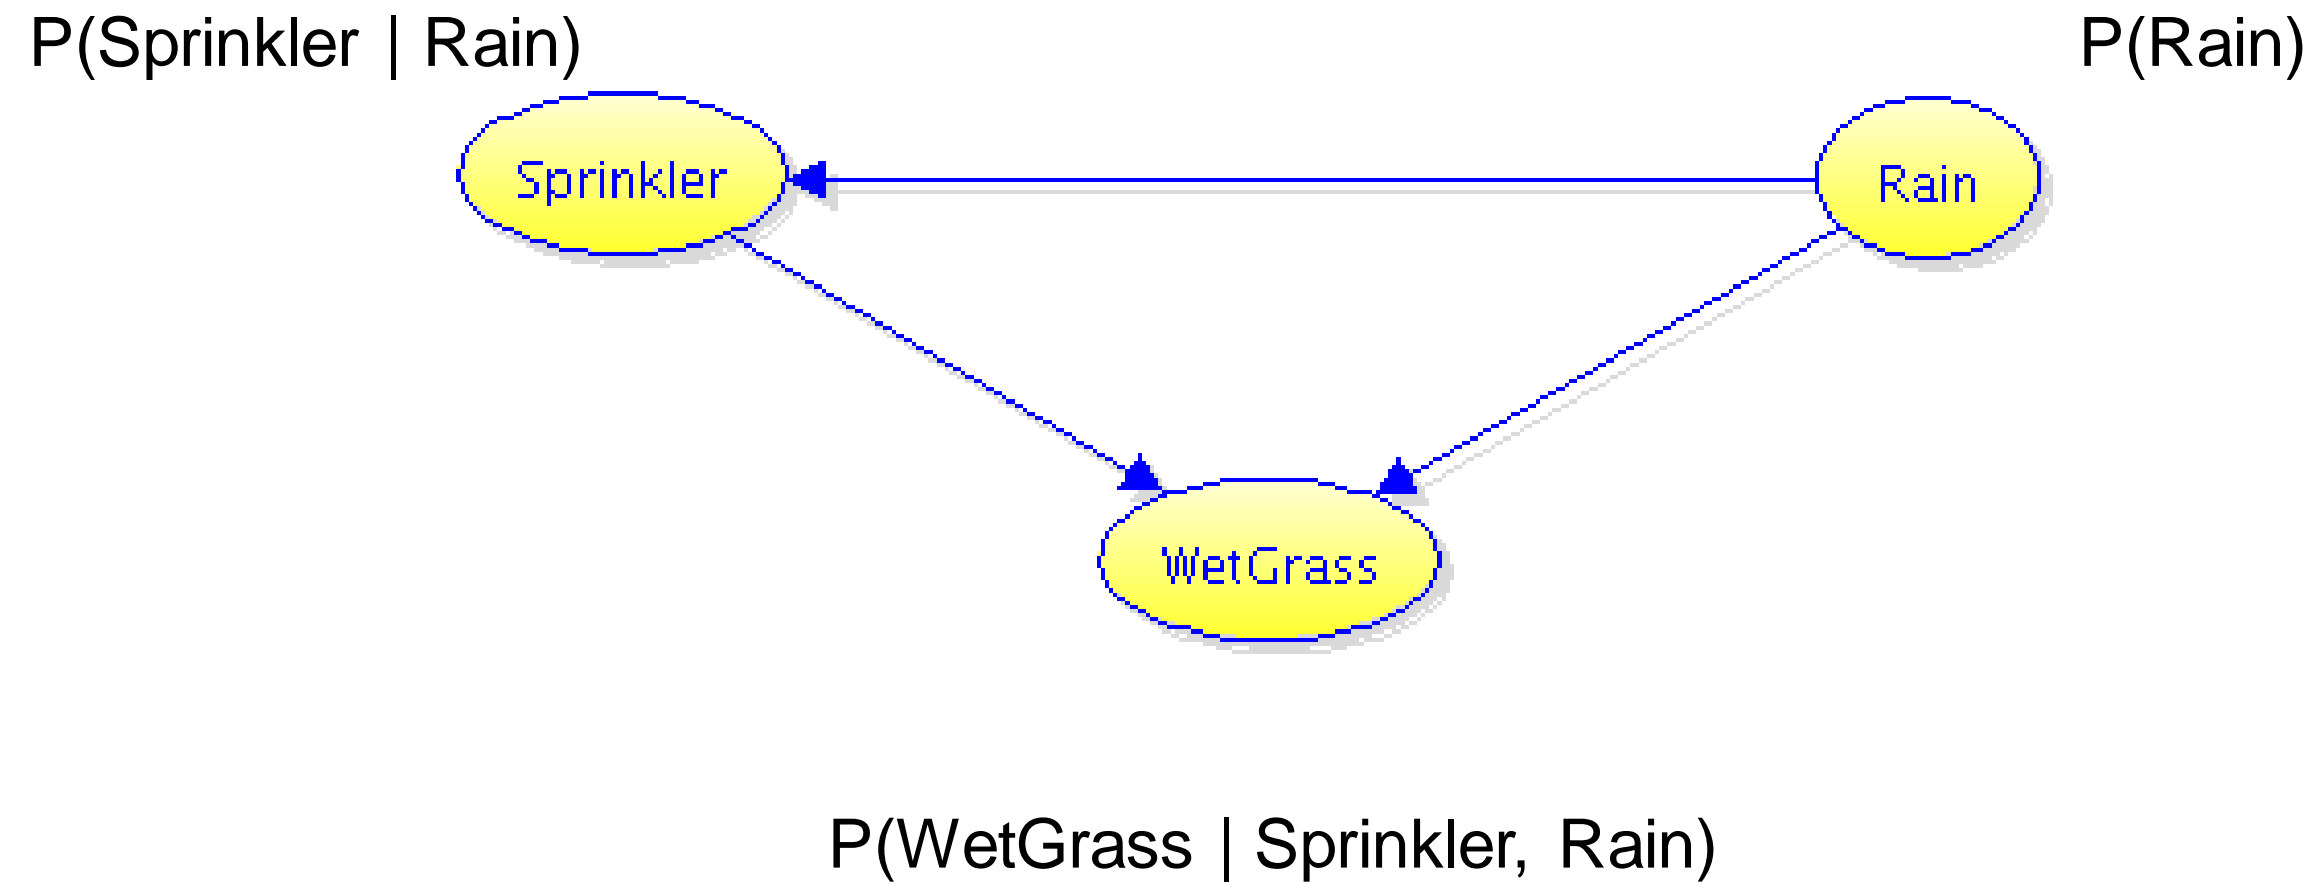 P(Sprinkler | Rain)
P(Rain)
Sprinkler
Rain
WetGrass
P(WetGrass | Sprinkler, Rain)